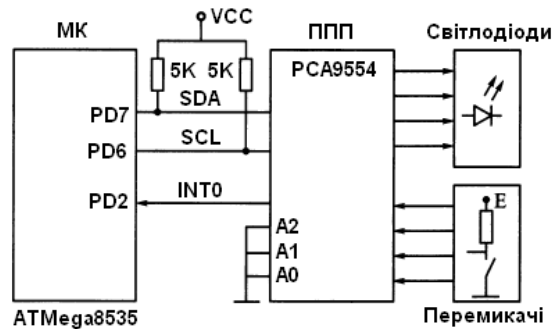 МК
VCC
ППП
Світлодіоди
5K 5K
PCA9554
SDA
PD7
SCL
PD6
INT0
PD2
E
A2
A1
A0
ATMega8535
Перемикачі